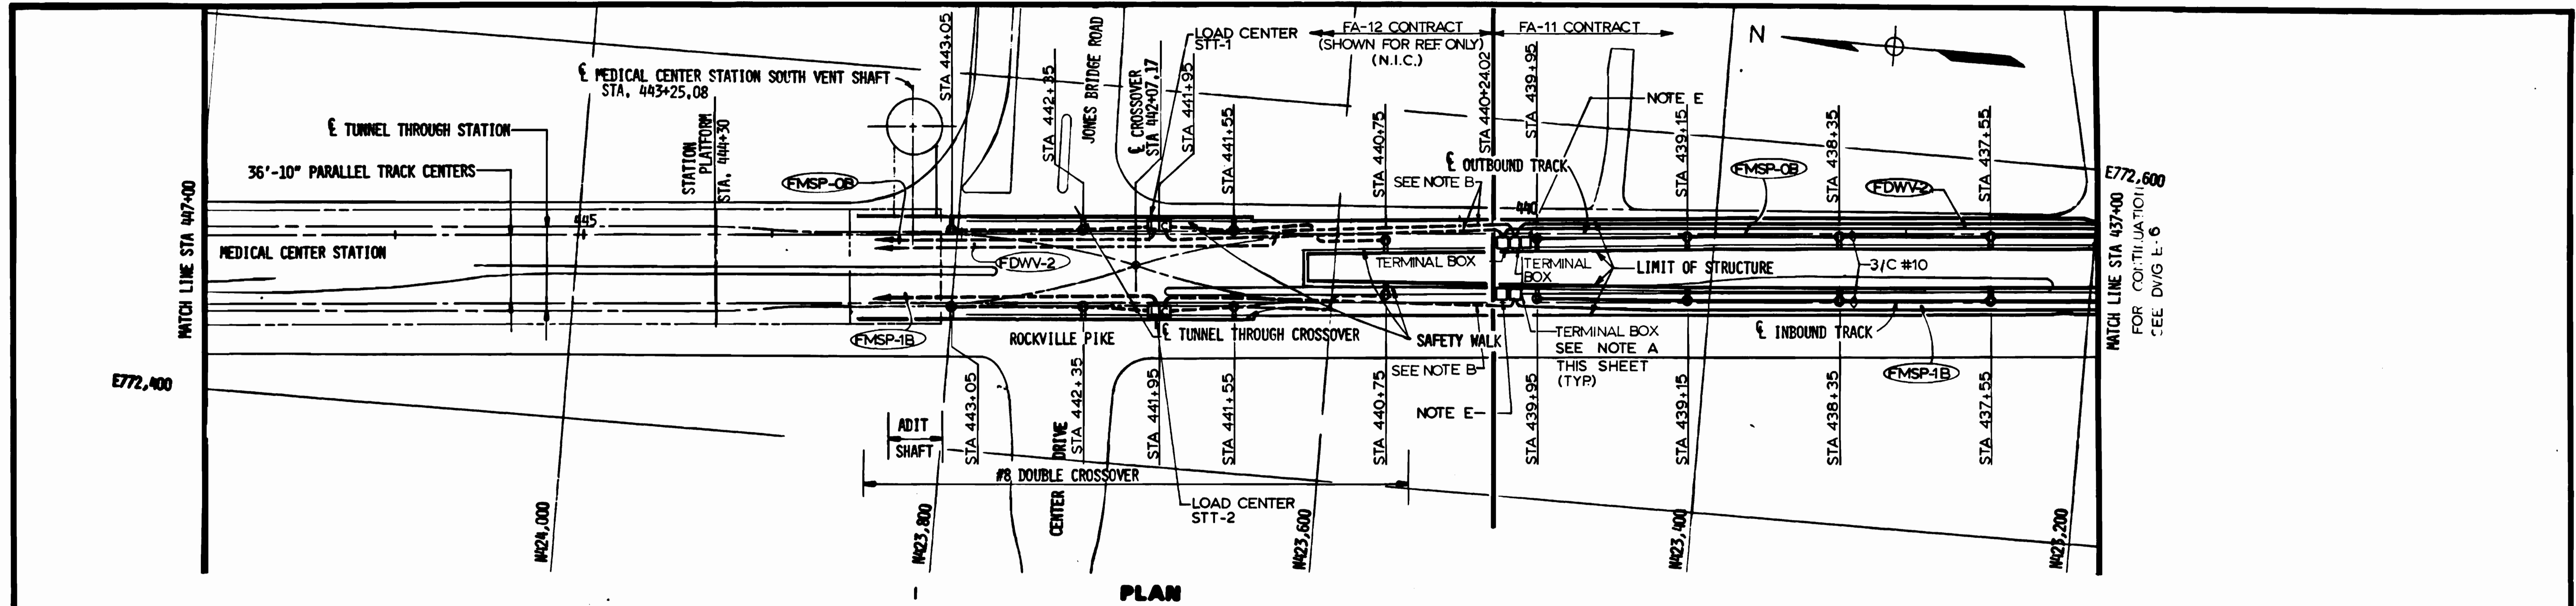 MATCH LINE STA 447+00
E772,400
℄ MEDICAL CENTER STATION SOUTH VENT SHAFT
STA. 443+25.08
℄ TUNNEL THROUGH STATION
36'-10" PARALLEL TRACK CENTERS
445
MEDICAL CENTER STATION
STATION
PLATFORM
STA. 444+30
N424,000
FMSP-OB
FDWV-2
FMSP-1B
STA 443+05
STA 442+35
JONES BRIDGE ROAD
℄ CROSSOVER
STA 442+07.17
STA 441+95
STA 441+55
LOAD CENTER
STT-1
FA-12 CONTRACT
(SHOWN FOR REF. ONLY)
(N.I.C.)
FA-11 CONTRACT
STA 440+75
STA 440+24.02
STA 439+95
STA 439+15
STA 438+35
STA 437+55
N
NOTE E
℄ OUTBOUND TRACK
SEE NOTE B
440
FMSP-OB
FDWV-2
E772,600
TERMINAL BOX
TERMINAL
BOX
LIMIT OF STRUCTURE
3/C #10
ROCKVILLE PIKE
℄ TUNNEL THROUGH CROSSOVER
SAFETY WALK
TERMINAL BOX
SEE NOTE A
THIS SHEET
(TYP.)
℄ INBOUND TRACK
FMSP-1B
SEE NOTE B
NOTE E
MATCH LINE STA 437+00
FOR CONTINUATION
SEE DWG E-6
ADIT
SHAFT
STA 443+05
CENTER DRIVE
STA 442+35
STA 441+95
STA 441+55
STA 440+75
STA 439+95
STA 439+15
STA 438+35
STA 437+55
#8 DOUBLE CROSSOVER
LOAD CENTER
STT-2
N423,800
N423,600
N423,400
N423,200
PLAN